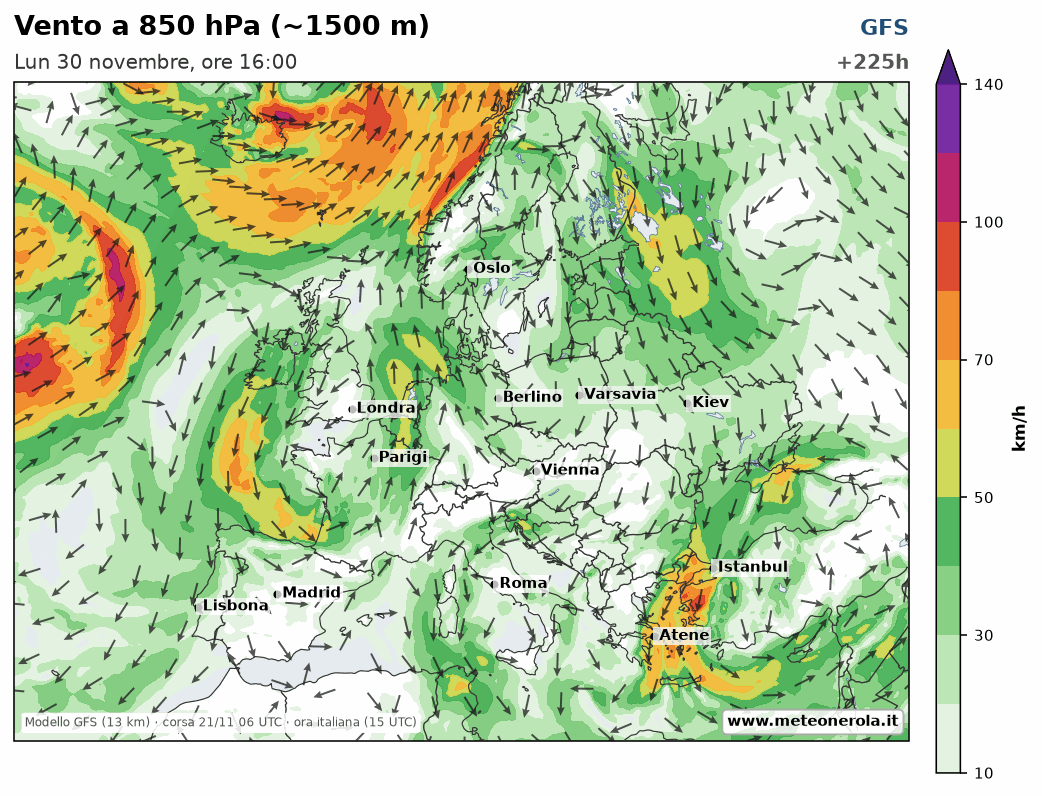 Vento a 850 hPa (~1500 m)
GFS
Lun 30 novembre, ore 16:00
+225h
140
100
70
50
30
10
km/h
Oslo
Londra
Berlino
Varsavia
Kiev
Parigi
Vienna
Istanbul
Roma
Madrid
Lisbona
Atene
Modello GFS (13 km) · corsa 21/11 06 UTC · ora italiana (15 UTC)
www.meteonerola.it